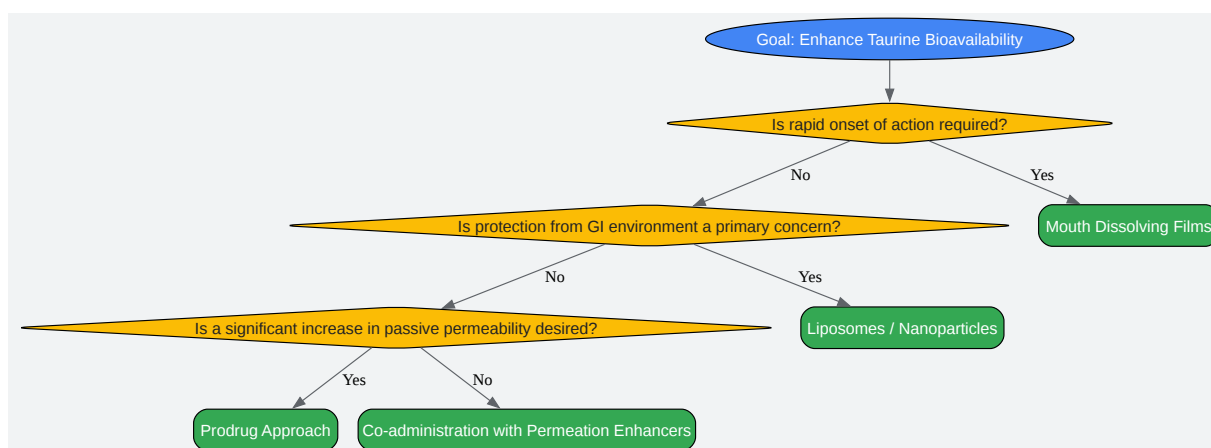 Goal: Enhance Taurine Bioavailability
Is rapid onset of action required?
No
Yes
Is protection from GI environment a primary concern?
Mouth Dissolving Films
No
Yes
Is a significant increase in passive permeability desired?
Liposomes / Nanoparticles
Yes
No
Prodrug Approach
Co-administration with Permeation Enhancers